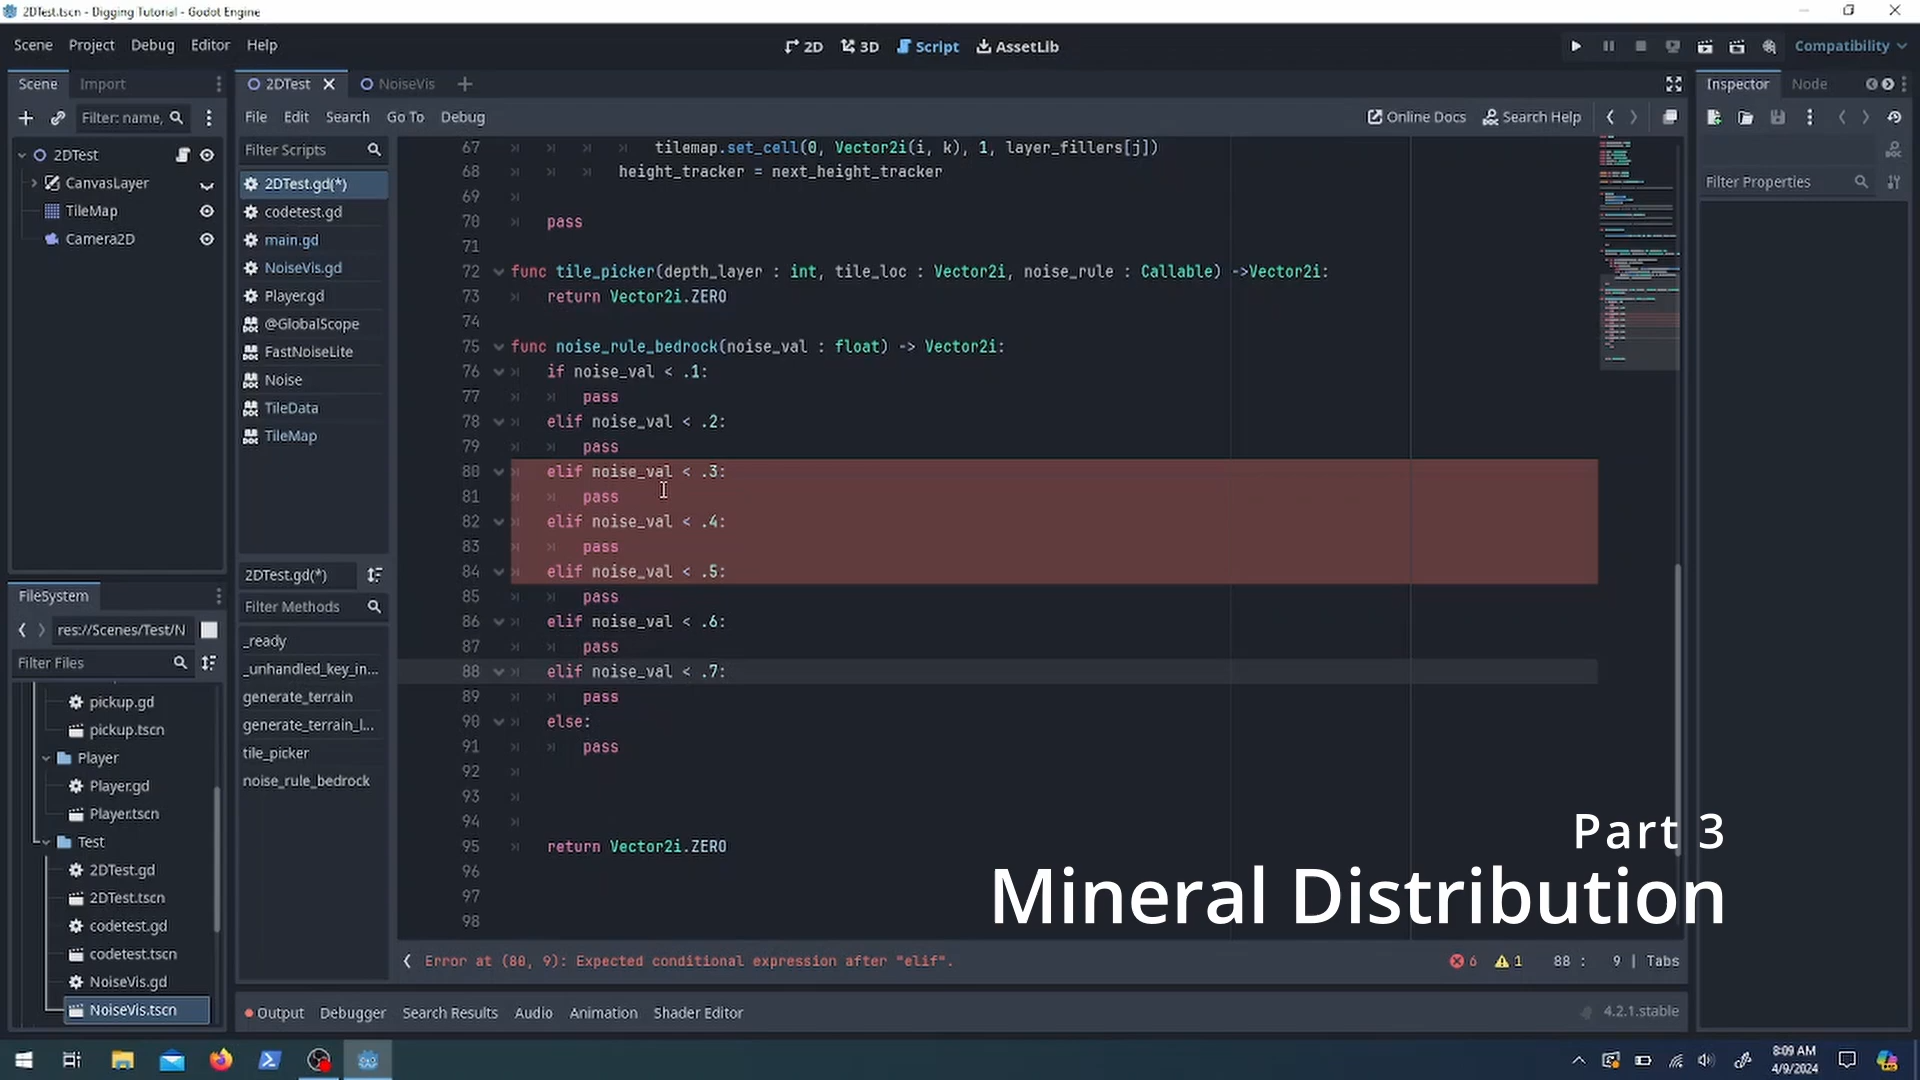 2DTest.tscn - Digging Tutorial - Godot Engine
Scene Project Debug Editor Help
2D 3D Script AssetLib
Compatibility
Scene Import
2DTest NoiseVis
Inspector Node
Filter: name,
File Edit Search Go To Debug
Online Docs Search Help
2DTest
CanvasLayer
TileMap
Camera2D
Filter Scripts
2DTest.gd(*)
codetest.gd
main.gd
NoiseVis.gd
Player.gd
@GlobalScope
FastNoiseLite
Noise
TileData
TileMap
2DTest.gd(*)
Filter Methods
_ready
_unhandled_key_in...
generate_terrain
generate_terrain_l...
tile_picker
noise_rule_bedrock
Filter Properties
67 tilemap.set_cell(0, Vector2i(i, k), 1, layer_fillers[j])
68 height_tracker = next_height_tracker
69
70 pass
71
72 func tile_picker(depth_layer : int, tile_loc : Vector2i, noise_rule : Callable) ->Vector2i:
73 return Vector2i.ZERO
74
75 func noise_rule_bedrock(noise_val : float) -> Vector2i:
76 if noise_val < .1:
77 pass
78 elif noise_val < .2:
79 pass
80 elif noise_val < .3:
81 pass
82 elif noise_val < .4:
83 pass
84 elif noise_val < .5:
85 pass
86 elif noise_val < .6:
87 pass
88 elif noise_val < .7:
89 pass
90 else:
91 pass
92
93
94
95 return Vector2i.ZERO
96
97
98
Part 3
Mineral Distribution
Error at (80, 9): Expected conditional expression after "elif".
6 1 88 : 9 | Tabs
FileSystem
res://Scenes/Test/N
Filter Files
pickup.gd
pickup.tscn
Player
Player.gd
Player.tscn
Test
2DTest.gd
2DTest.tscn
codetest.gd
codetest.tscn
NoiseVis.gd
NoiseVis.tscn
Output Debugger Search Results Audio Animation Shader Editor
4.2.1.stable
8:09 AM
4/9/2024